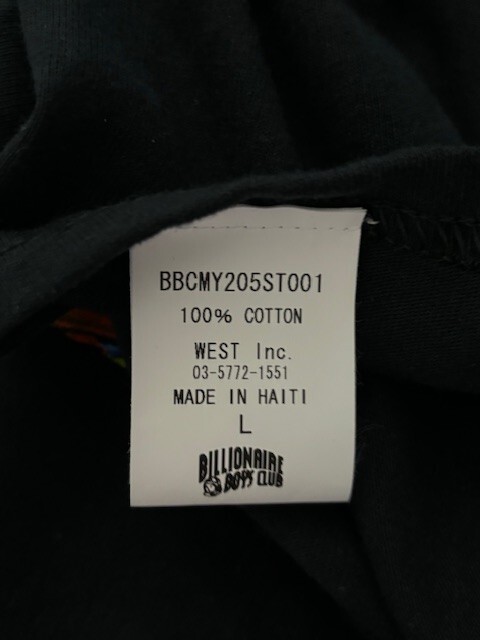 BBCMY205ST001
100% COTTON
WEST Inc.
03-5772-1551
MADE IN HAITI
L
BILLIONAIRE
BOYS CLUB